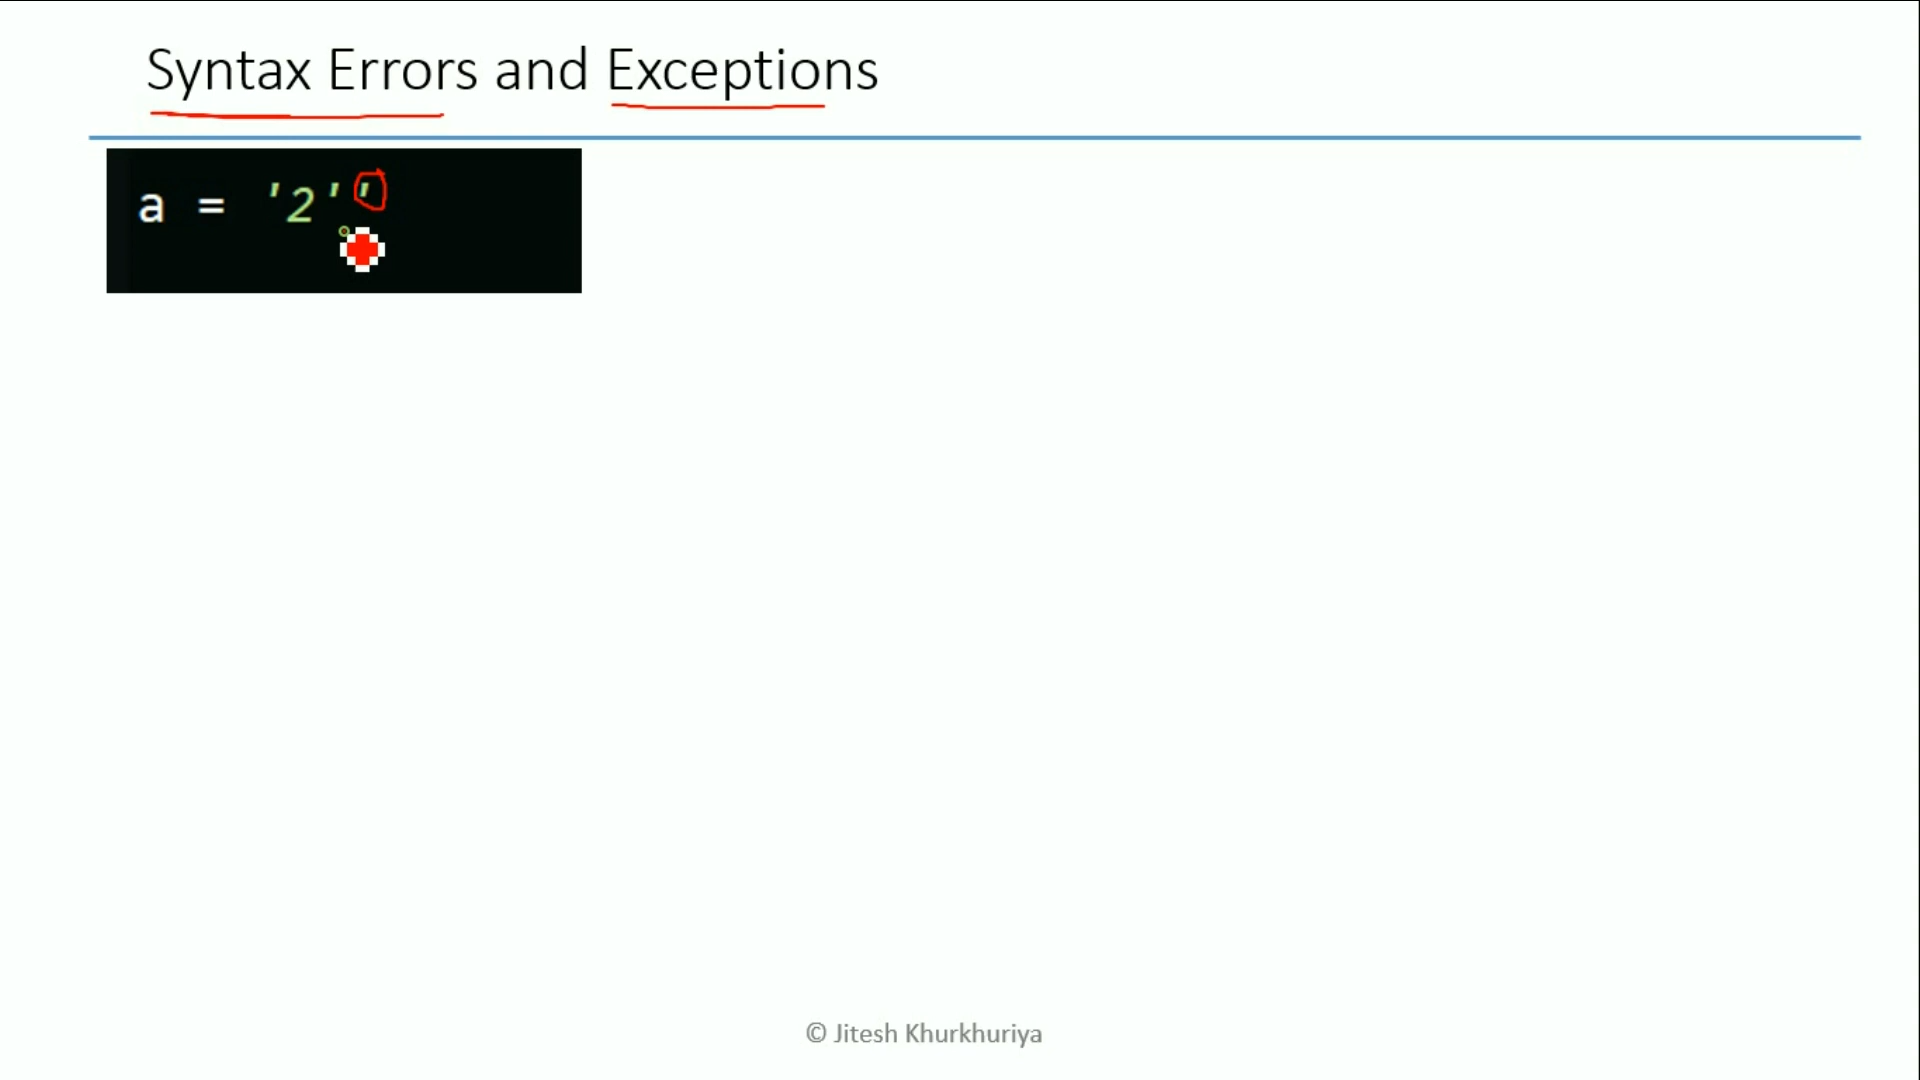 Syntax Errors and Exceptions
a = '2''
© Jitesh Khurkhuriya